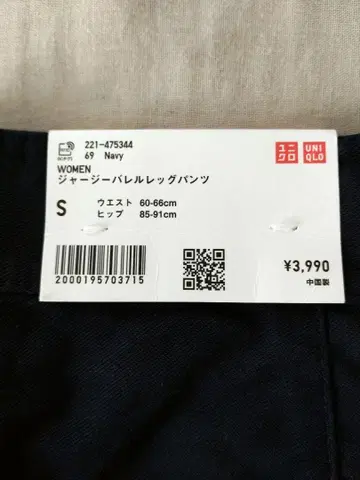 221-475344
69 Navy
ユニクロ
UNIQLO
WOMEN
ジャージーバレルレッグパンツ
S
ウエスト 60-66cm
ヒップ 85-91cm
2000195703715
¥3,990
中国製